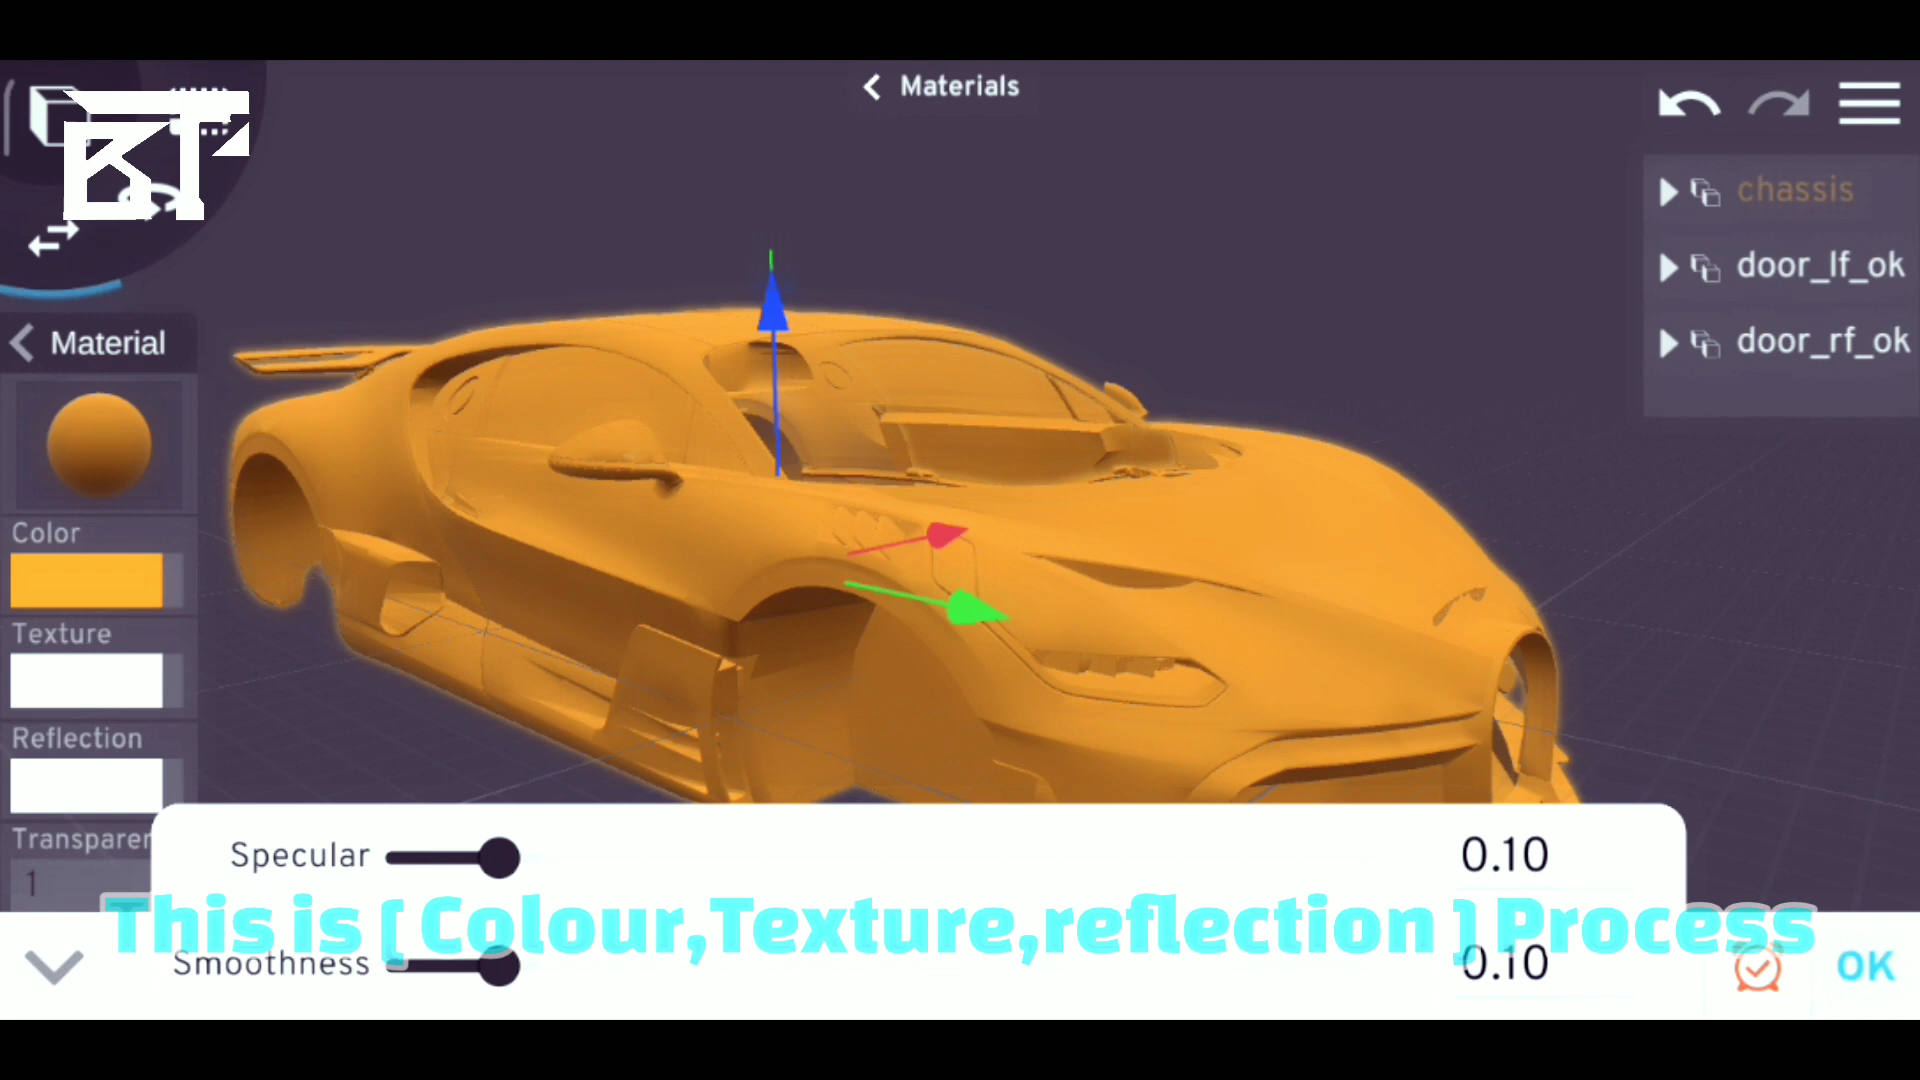 Materials
BT
chassis
door_lf_ok
door_rf_ok
Material
Color
Texture
Reflection
Transparen
1
Specular
0.10
This is [ Colour,Texture,reflection ] Process
Smoothness
0.10
OK